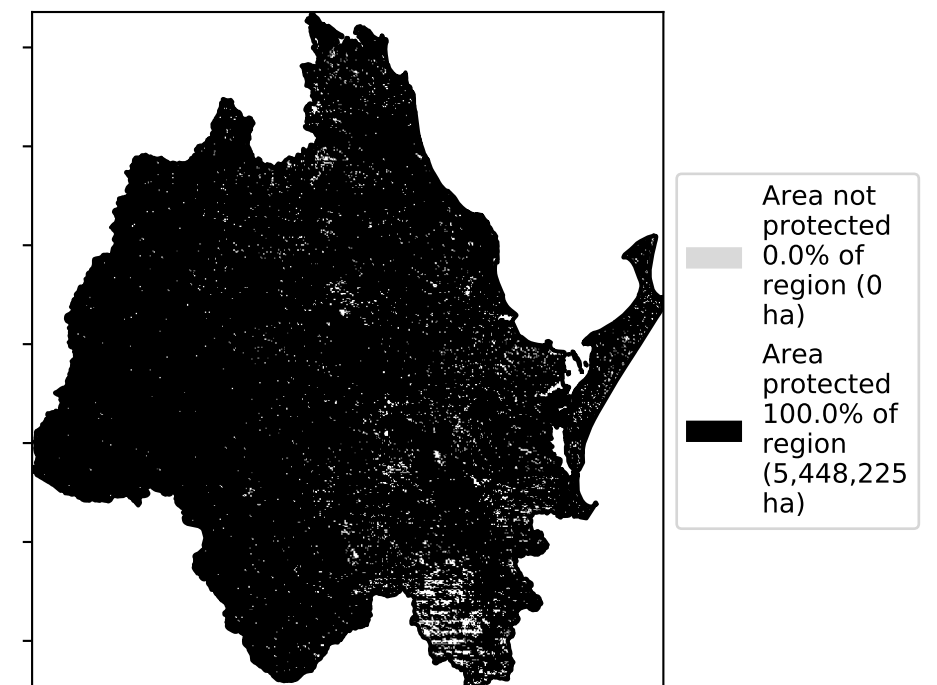 Area not
protected
0.0% of
region (0
ha)
Area
protected
100.0% of
region
(5,448,225
ha)